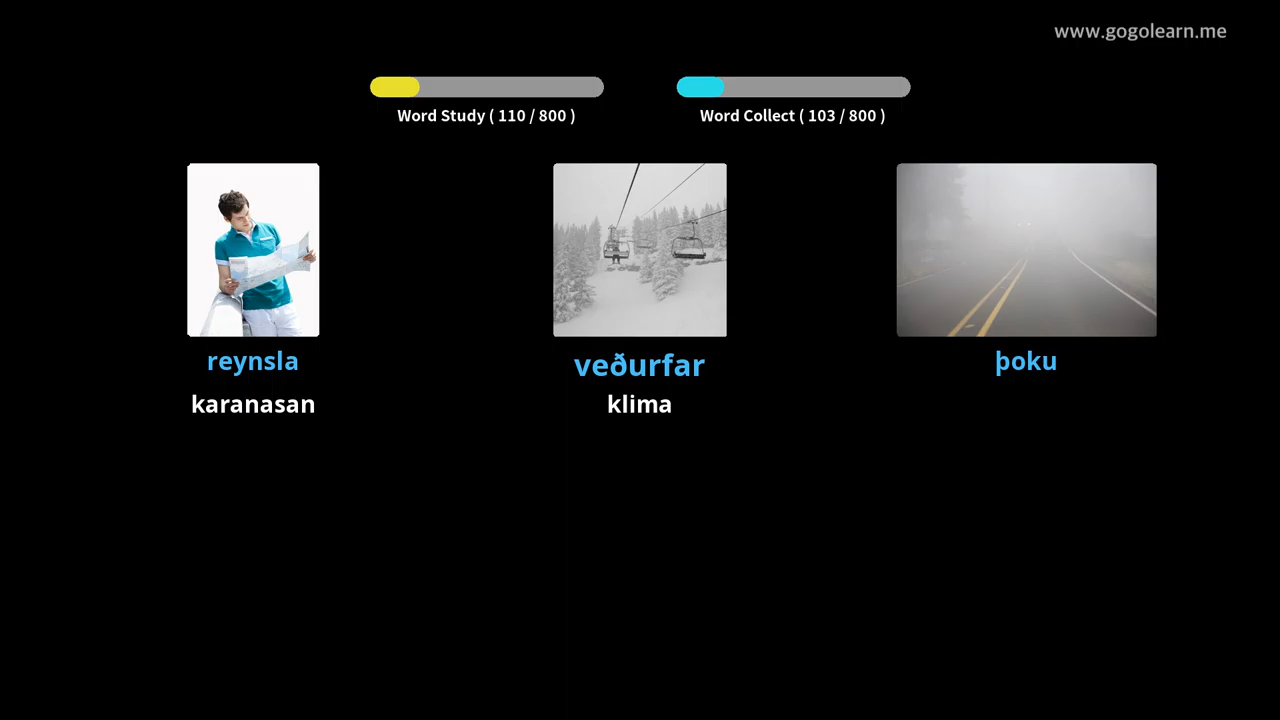 www.gogolearn.me
Word Study ( 110 / 800 )
Word Collect ( 103 / 800 )
reynsla
karanasan
veðurfar
klima
þoku